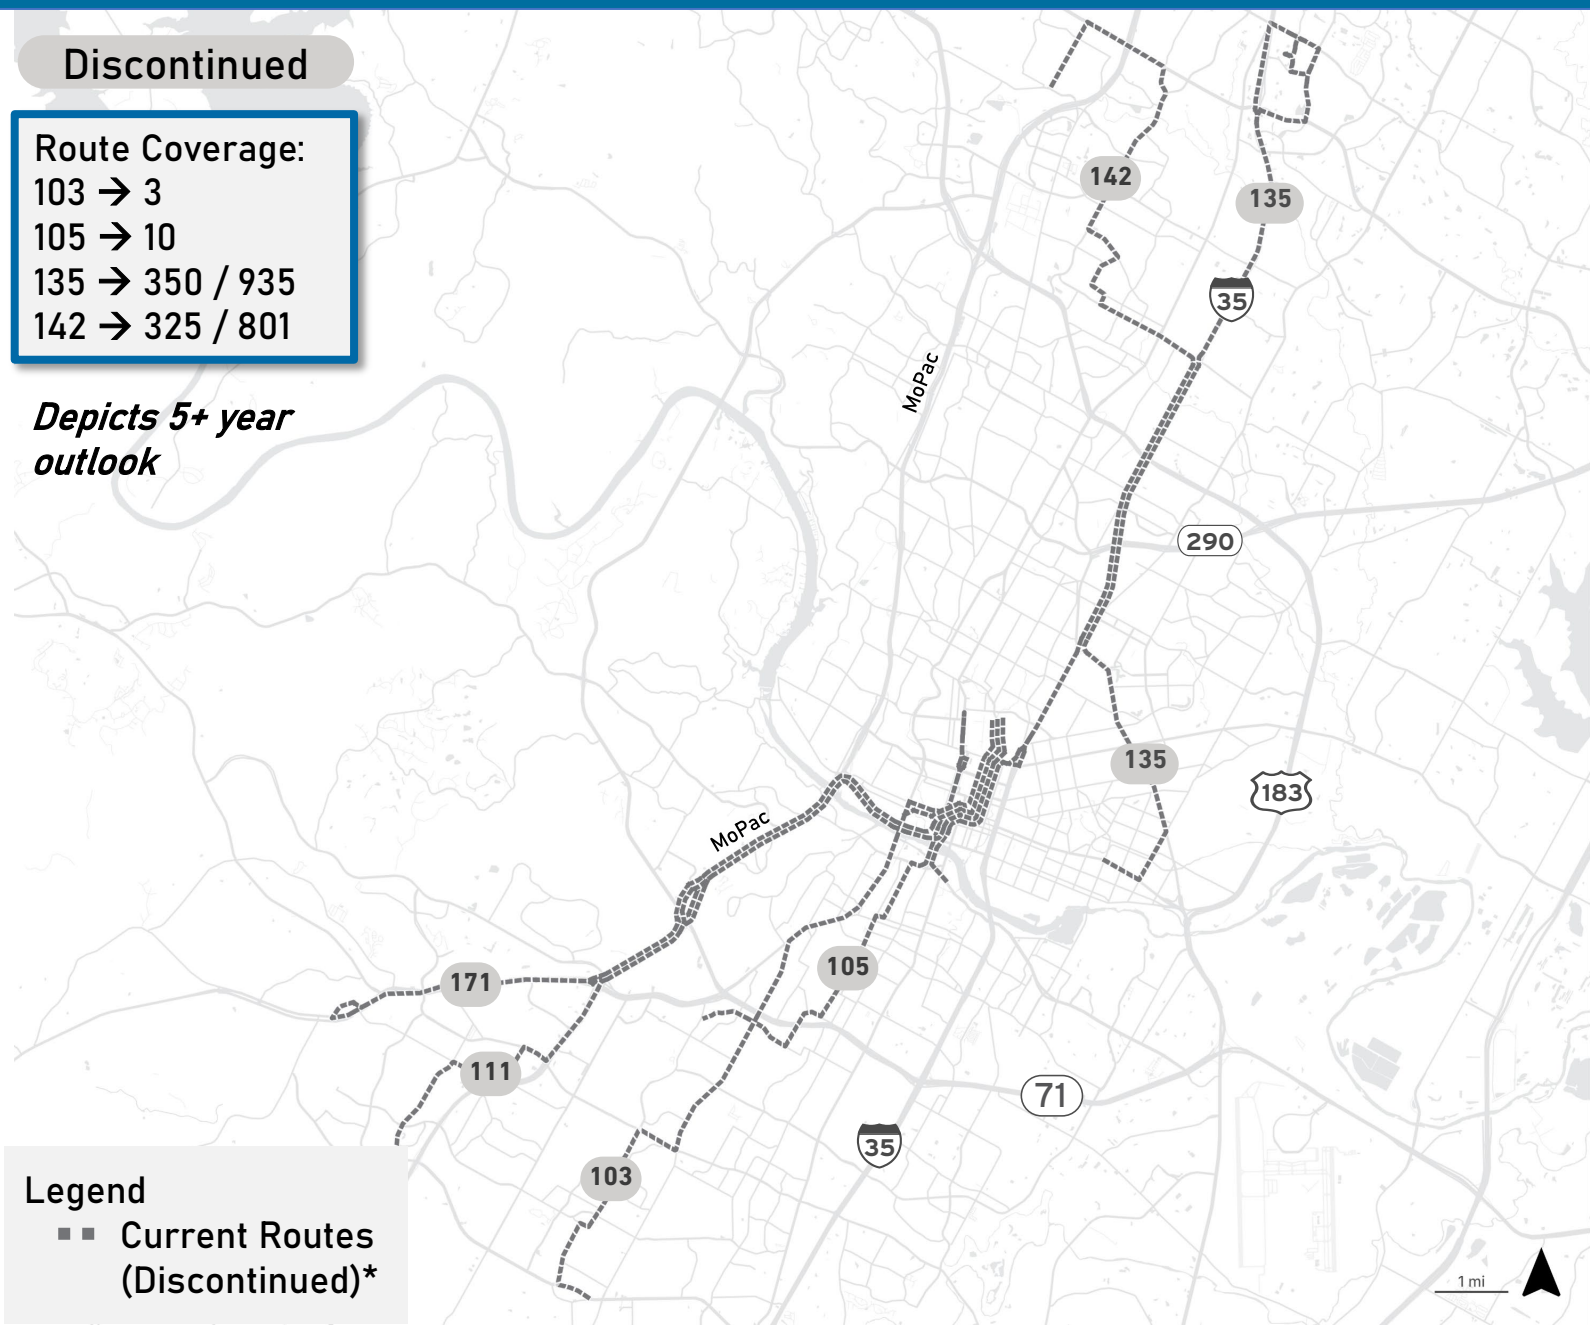 Discontinued
Route Coverage:
103 → 3
105 → 10
135 → 350 / 935
142 → 325 / 801
Depicts 5+ year
outlook
142
135
35
MoPac
290
135
183
MoPac
105
171
111
71
35
103
Legend
Current Routes
(Discontinued)*
1 mi